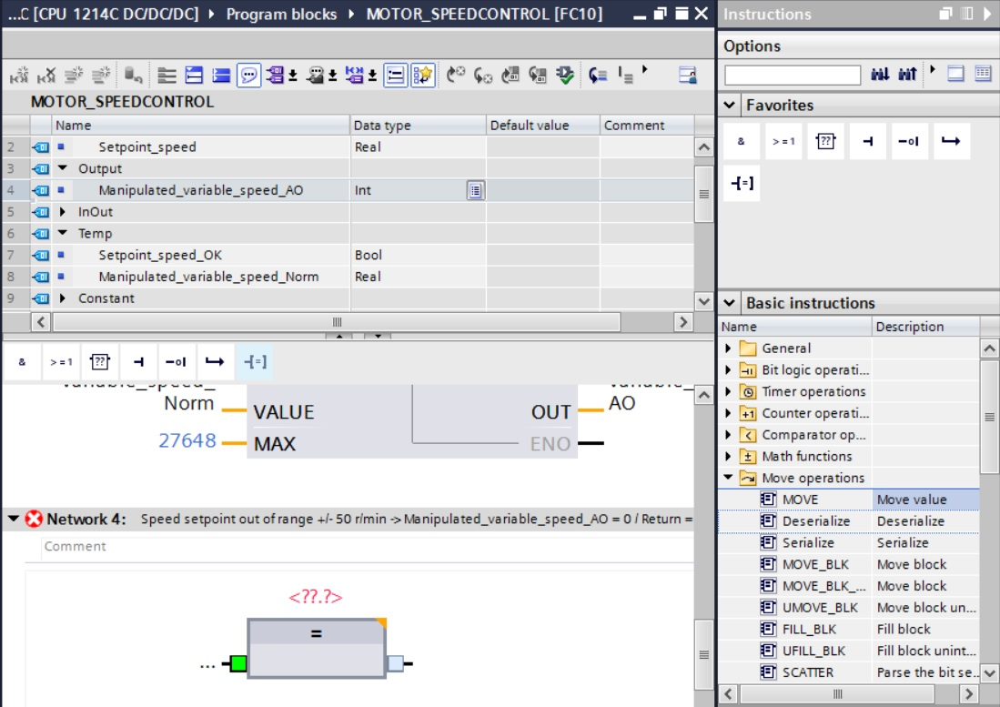 ...C [CPU 1214C DC/DC/DC] Program blocks MOTOR_SPEEDCONTROL [FC10]
Instructions
Options
MOTOR_SPEEDCONTROL
Name Data type Default value Comment
2 Setpoint_speed Real
3 Output
4 Manipulated_variable_speed_AO Int
5 InOut
6 Temp
7 Setpoint_speed_OK Bool
8 Manipulated_variable_speed_Norm Real
9 Constant
Favorites
& >=1 ?? -o| -[=]
Basic instructions
Name Description
General
Bit logic operati...
Timer operations
Counter operati...
Comparator op...
Math functions
Move operations
MOVE Move value
Deserialize Deserialize
Serialize Serialize
MOVE_BLK Move block
MOVE_BLK_... Move block
UMOVE_BLK Move block un...
FILL_BLK Fill block
UFILL_BLK Fill block unint...
SCATTER Parse the bit se...
& >=1 ?? -o| -[=]
Norm VALUE OUT AO
27648 MAX ENO
Network 4: Speed setpoint out of range +/- 50 r/min -> Manipulated_variable_speed_AO = 0 / Return =
Comment
<??.?>
=
...